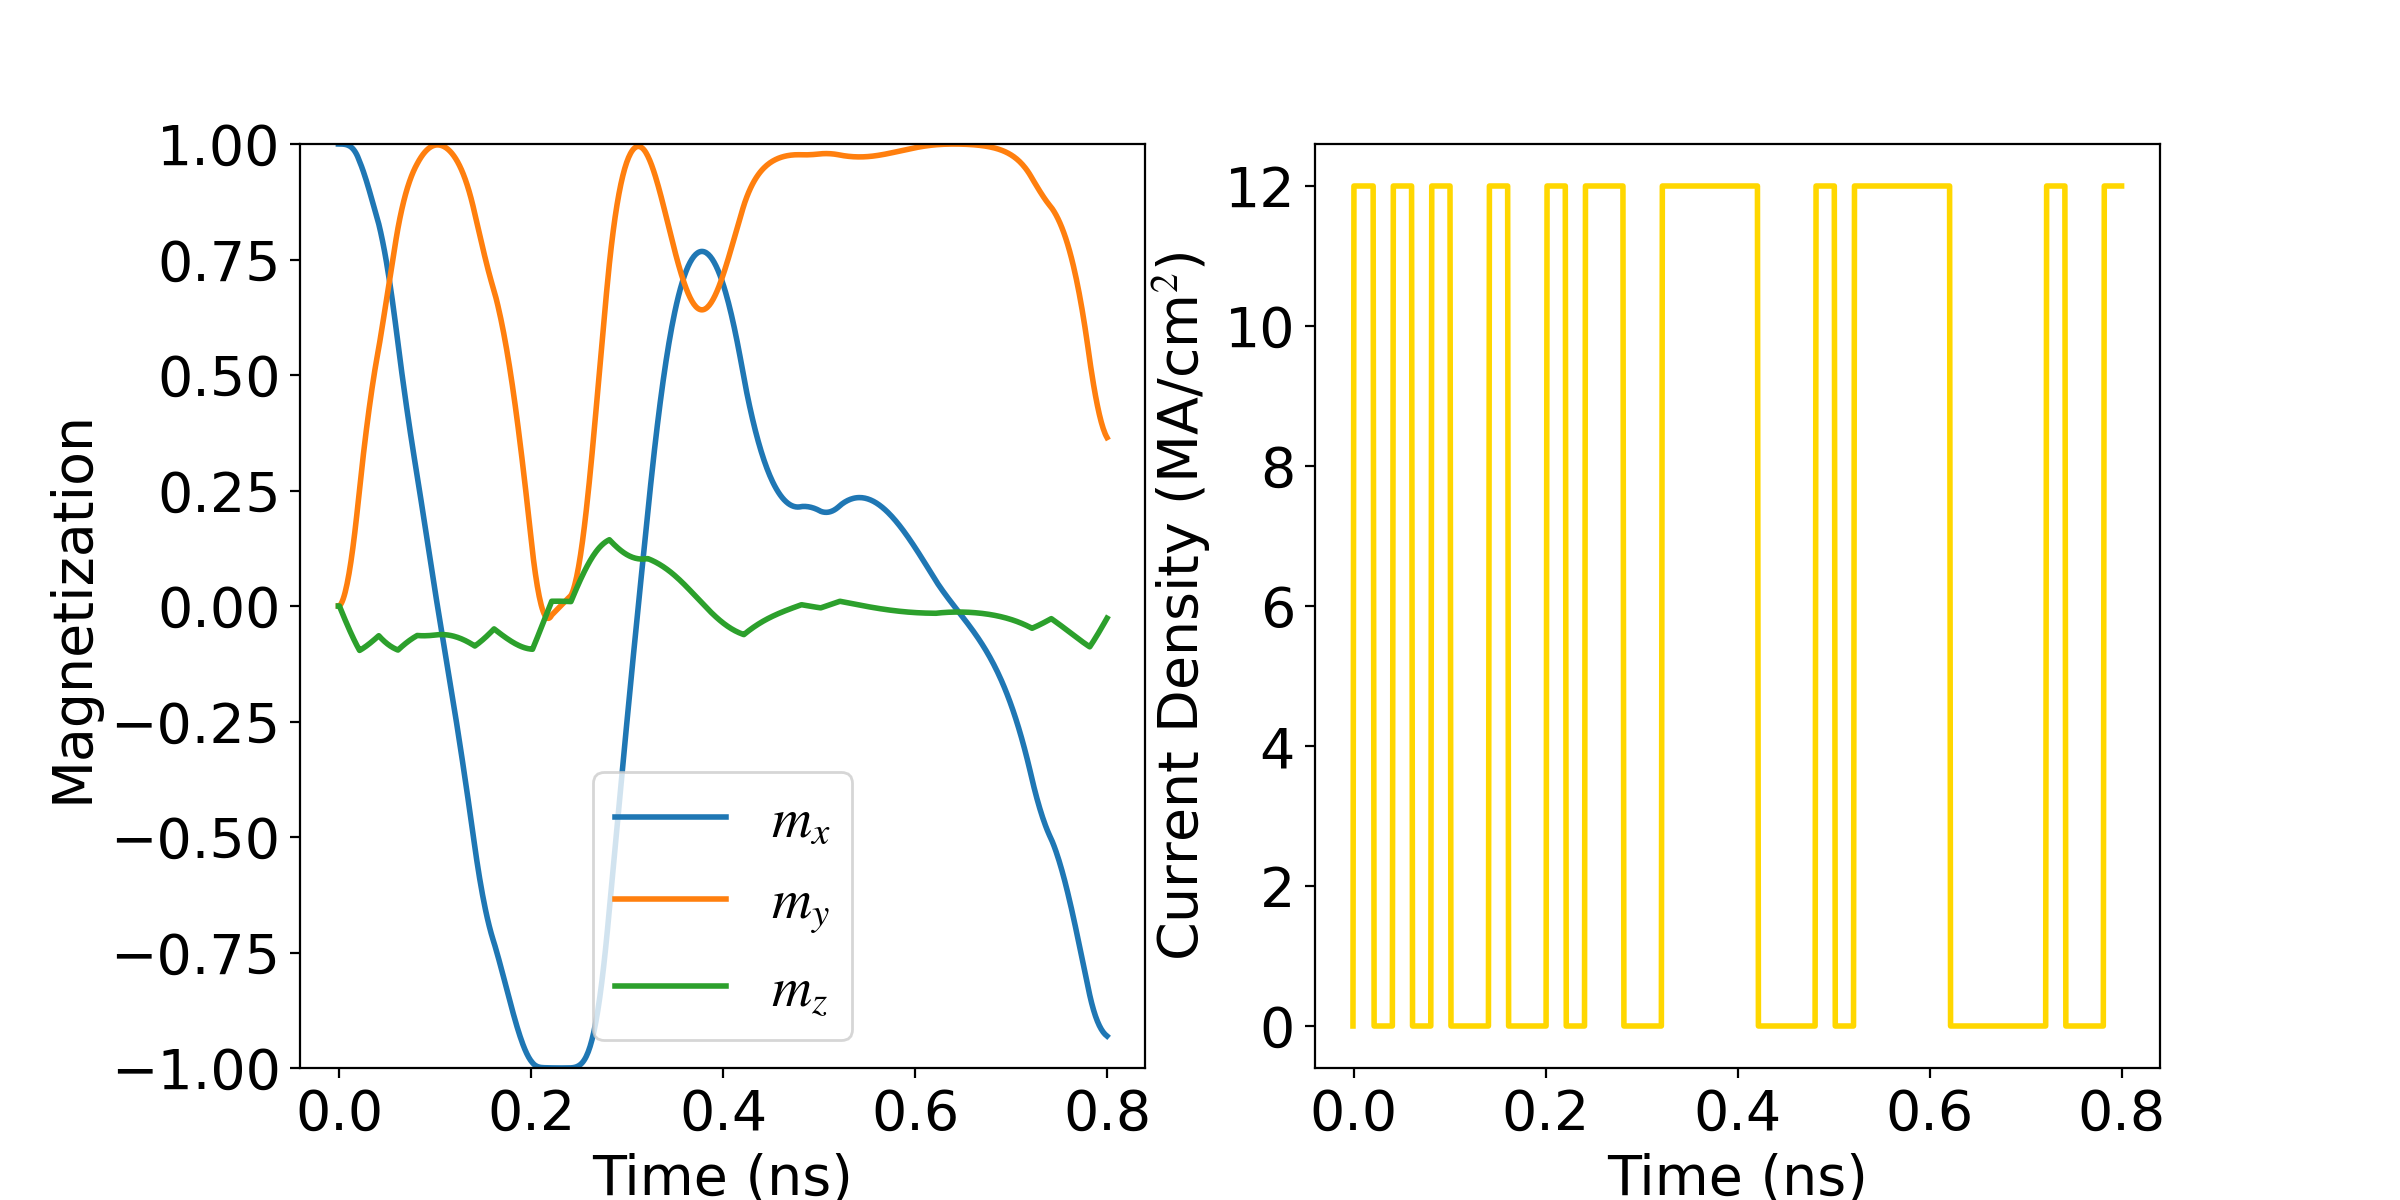 Magnetization
1.00
0.75
0.50
0.25
0.00
−0.25
−0.50
−0.75
−1.00
0.0 0.2 0.4 0.6 0.8
Time (ns)
m_x
m_y
m_z
Current Density (MA/cm²)
12
10
8
6
4
2
0
0.0 0.2 0.4 0.6 0.8
Time (ns)